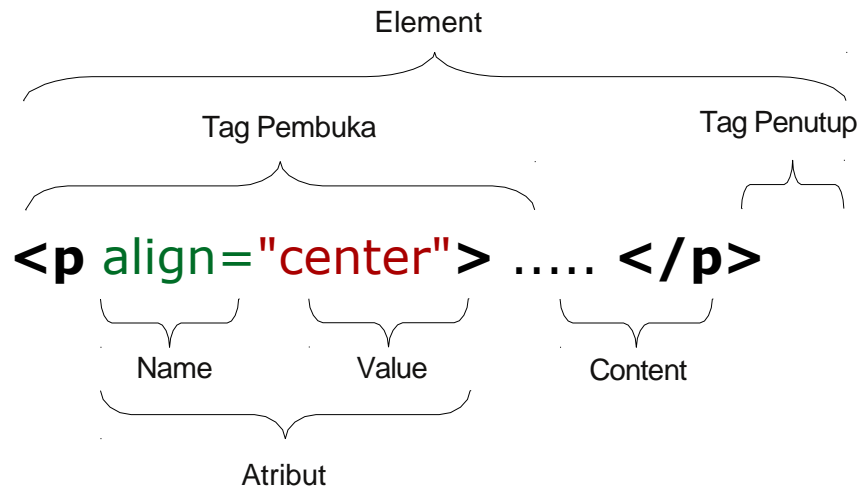 Element
Tag Pembuka
Tag Penutup
<p align="center"> ..... </p>
Name
Value
Content
Atribut